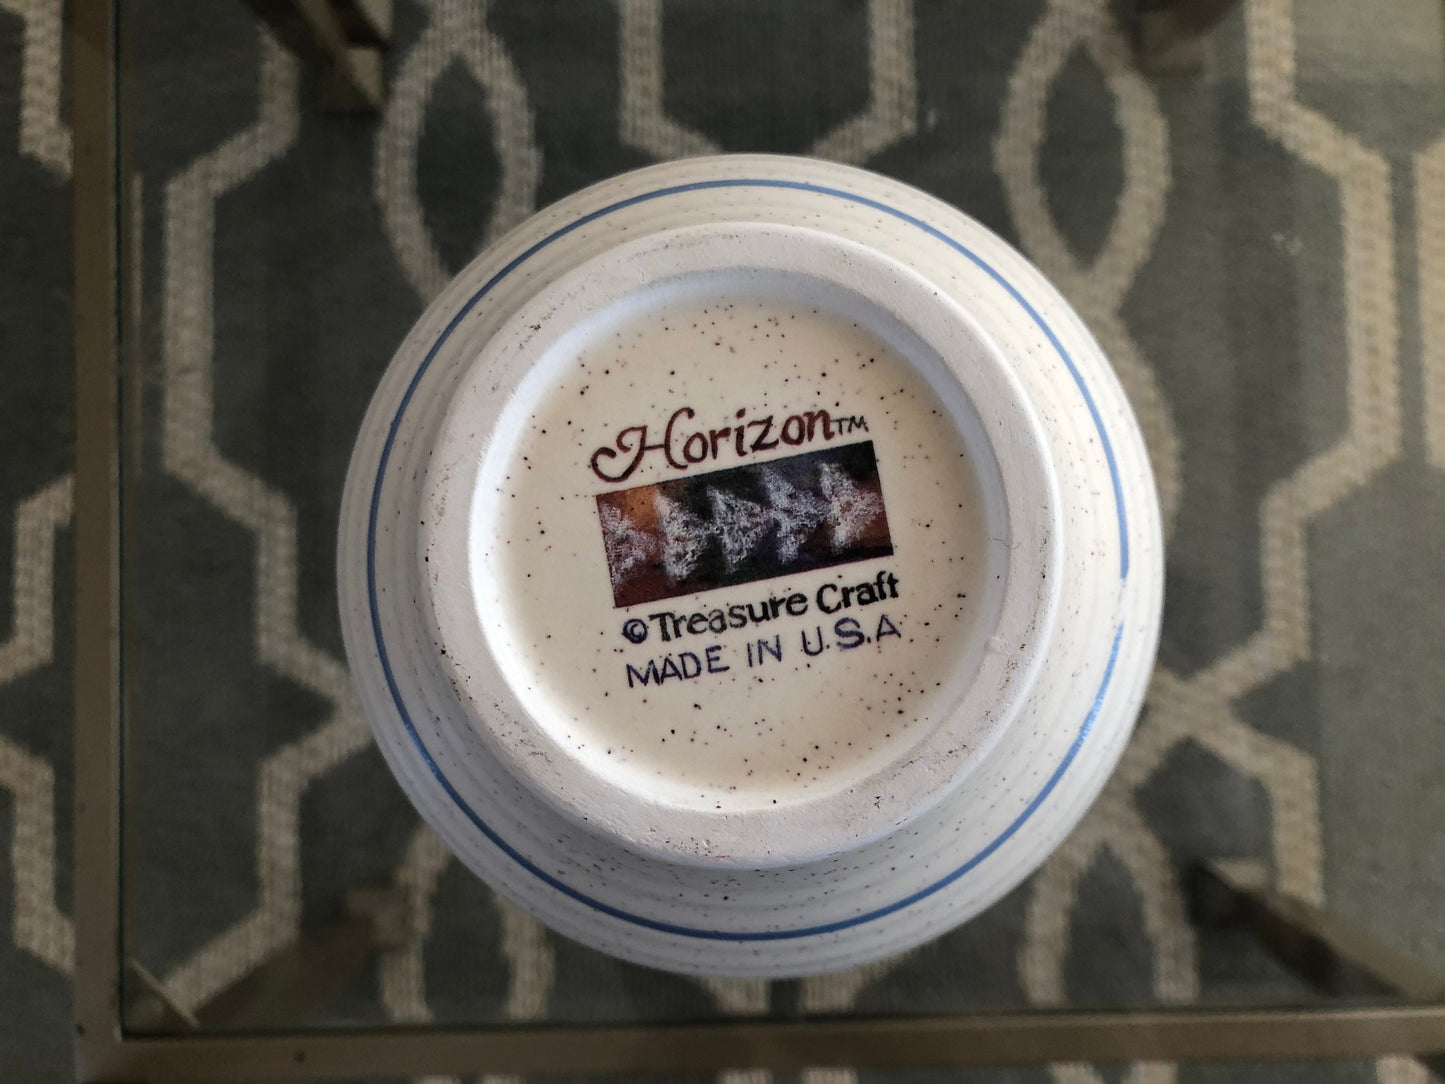 Horizon™
©Treasure Craft
MADE IN U.S.A